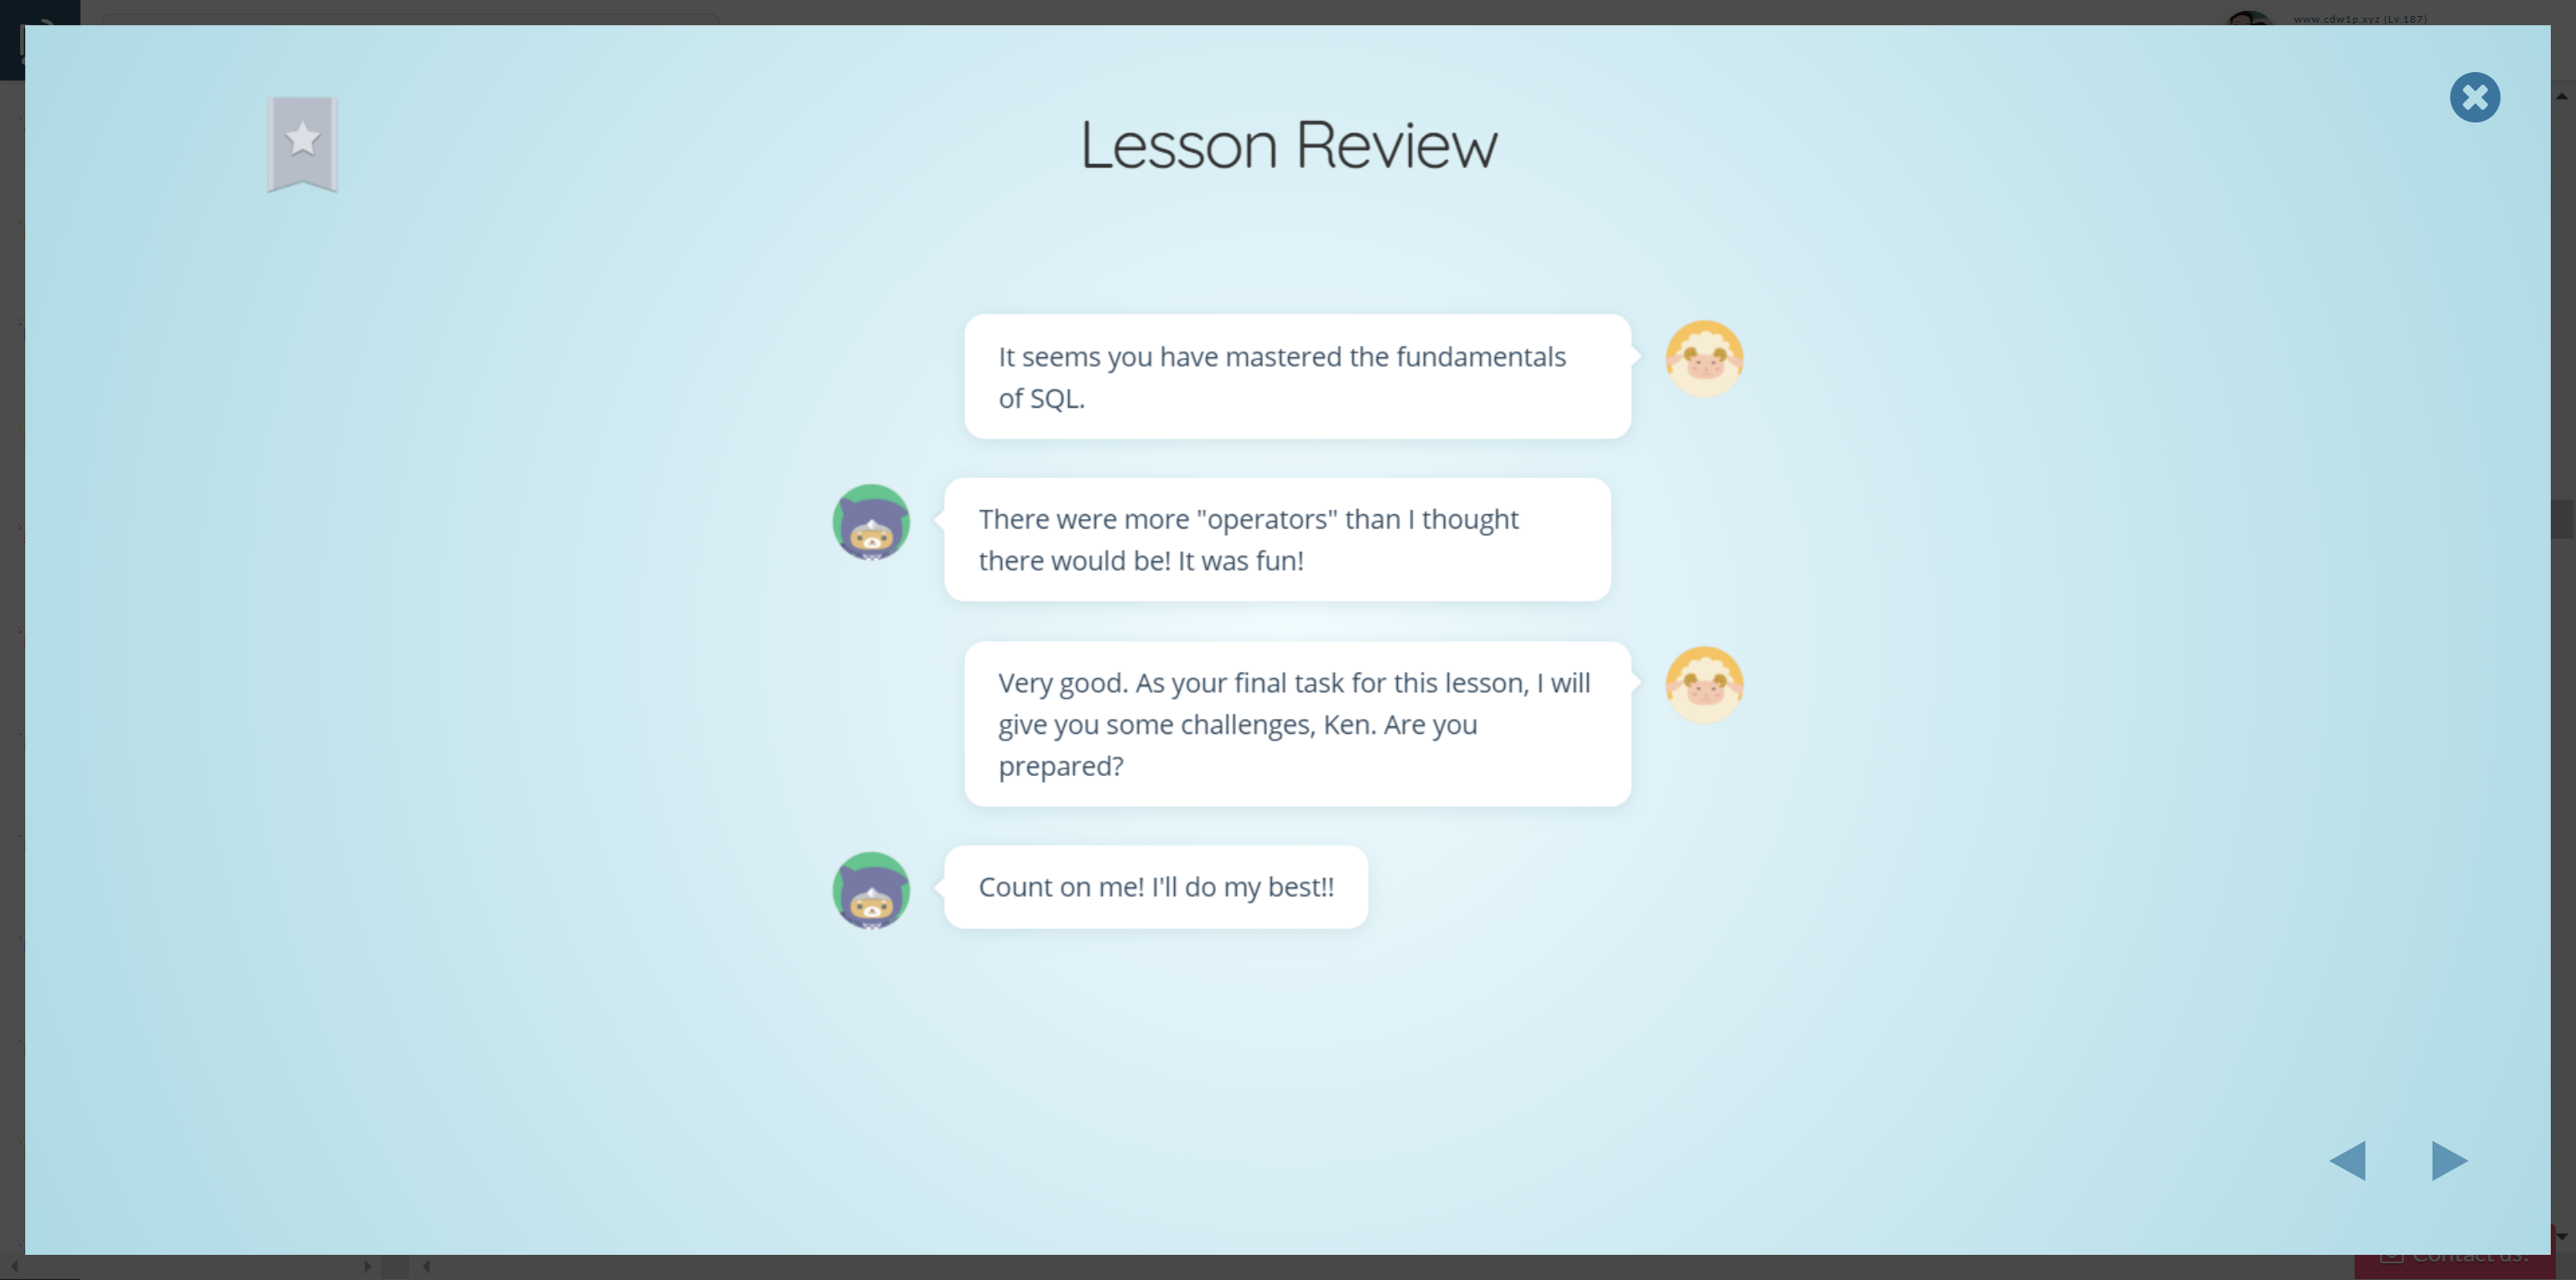 www.cdw1p.xyz (Lv.187)
Lesson Review
It seems you have mastered the fundamentals
of SQL.
There were more "operators" than I thought
there would be! It was fun!
Very good. As your final task for this lesson, I will
give you some challenges, Ken. Are you
prepared?
Count on me! I'll do my best!!
Contact us!